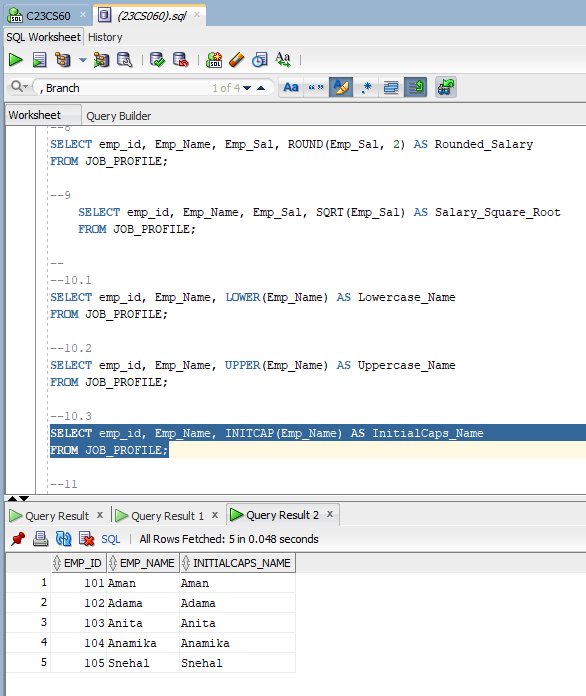 C23CS60 (23CS060).sql
SQL Worksheet History
, Branch 1 of 4 Aa “”
Worksheet Query Builder
--8
SELECT emp_id, Emp_Name, Emp_Sal, ROUND(Emp_Sal, 2) AS Rounded_Salary
FROM JOB_PROFILE;
--9
SELECT emp_id, Emp_Name, Emp_Sal, SQRT(Emp_Sal) AS Salary_Square_Root
FROM JOB_PROFILE;
--
--10.1
SELECT emp_id, Emp_Name, LOWER(Emp_Name) AS Lowercase_Name
FROM JOB_PROFILE;
--10.2
SELECT emp_id, Emp_Name, UPPER(Emp_Name) AS Uppercase_Name
FROM JOB_PROFILE;
--10.3
SELECT emp_id, Emp_Name, INITCAP(Emp_Name) AS InitialCaps_Name
FROM JOB_PROFILE;
--11
Query Result x Query Result 1 x Query Result 2 x
SQL | All Rows Fetched: 5 in 0.048 seconds
EMP_ID EMP_NAME INITIALCAPS_NAME
1 101 Aman Aman
2 102 Adama Adama
3 103 Anita Anita
4 104 Anamika Anamika
5 105 Snehal Snehal